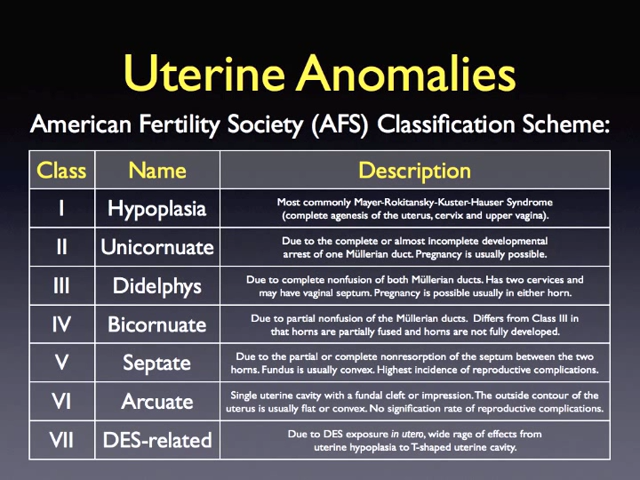 Uterine Anomalies
American Fertility Society (AFS) Classification Scheme:
Class Name Description
I Hypoplasia Most commonly Mayer-Rokitansky-Kuster-Hauser Syndrome
(complete agenesis of the uterus, cervix and upper vagina).
II Unicornuate Due to the complete or almost incomplete developmental
arrest of one Müllerian duct. Pregnancy is usually possible.
III Didelphys Due to complete nonfusion of both Müllerian ducts. Has two cervices and
may have vaginal septum. Pregnancy is possible usually in either horn.
IV Bicornuate Due to partial nonfusion of the Müllerian ducts. Differs from Class III in
that horns are partially fused and horns are not fully developed.
V Septate Due to the partial or complete nonresorption of the septum between the two
horns. Fundus is usually convex. Highest incidence of reproductive complications.
VI Arcuate Single uterine cavity with a fundal cleft or impression. The outside contour of the
uterus is usually flat or convex. No signification rate of reproductive complications.
VII DES-related Due to DES exposure in utero, wide rage of effects from
uterine hypoplasia to T-shaped uterine cavity.